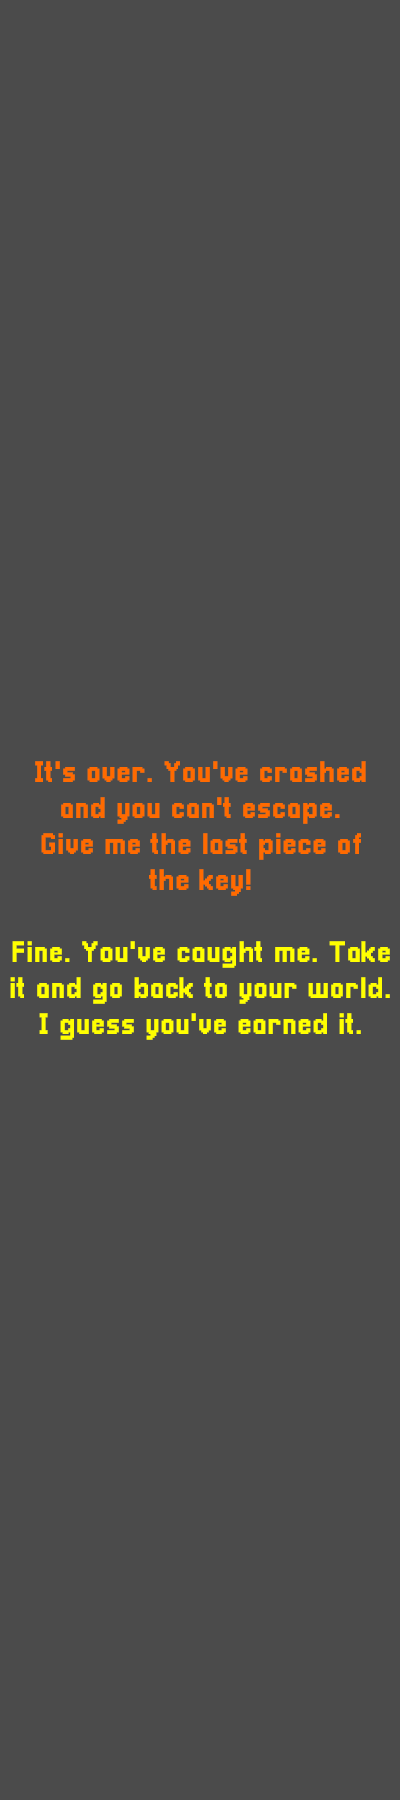 It's over. You've crashed
and you can't escape.
Give me the last piece of
the key!
Fine. You've caught me. Take
it and go back to your world.
I guess you've earned it.